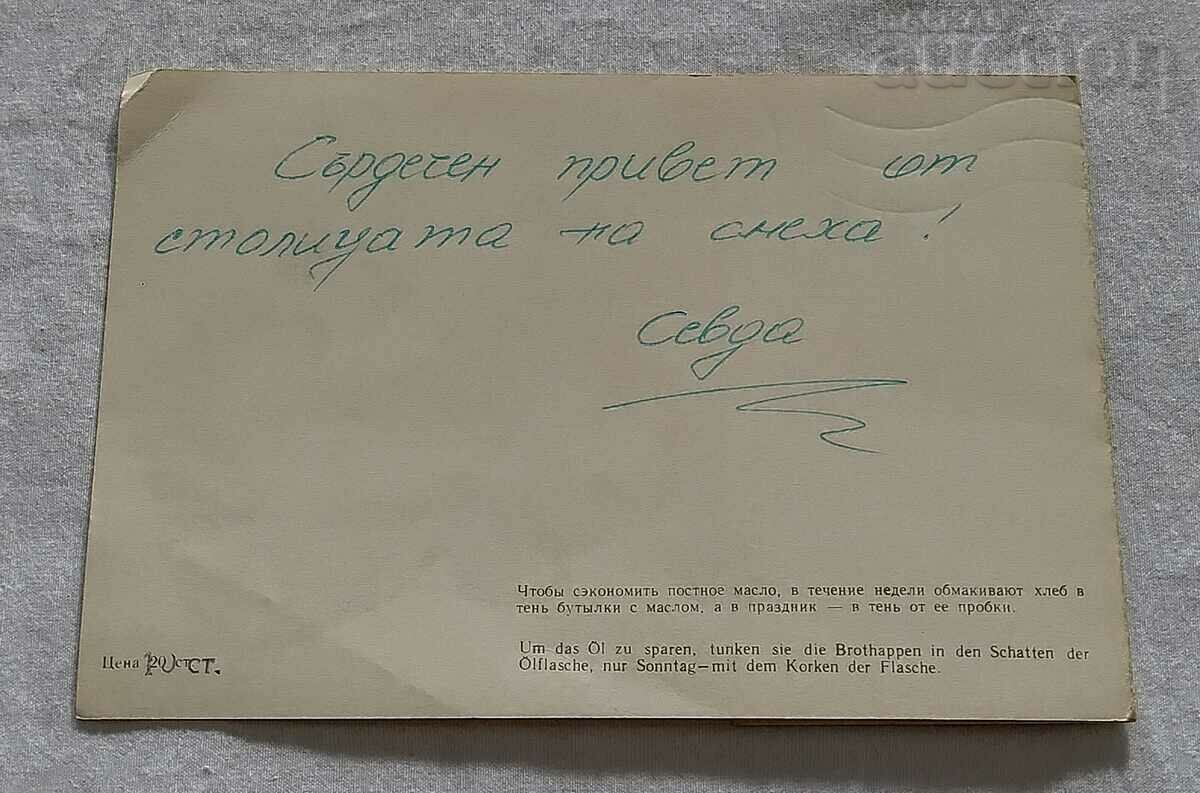 Сърдечен привет от
столицата на смеха!
Севда
Чтобы сэкономить постное масло, в течение недели обмакивают хлеб в
тень бутылки с маслом, а в праздник — в тень от ее пробки.
Um das Öl zu sparen, tunken sie die Brothappen in den Schatten der
Ölflasche, nur Sonntag—mit dem Korken der Flasche.
Цена